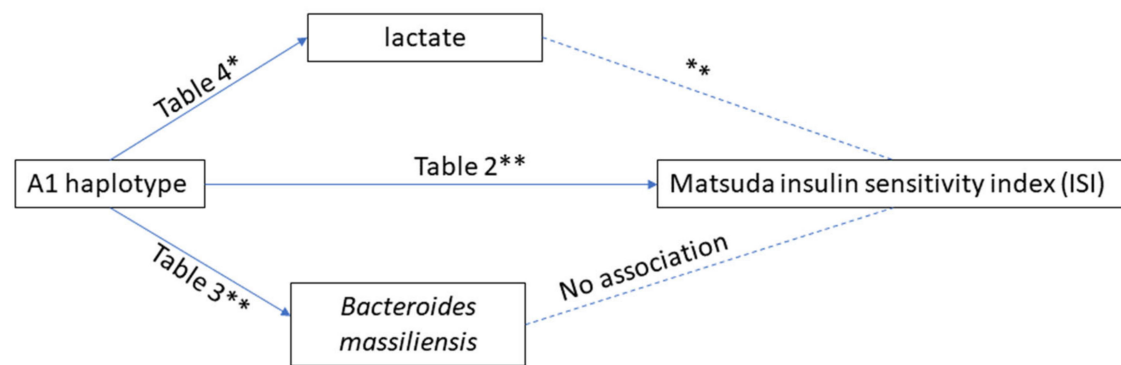 lactate
Table 4*
**
A1 haplotype
Table 2**
Matsuda insulin sensitivity index (ISI)
Table 3**
No association
Bacteroides
massiliensis